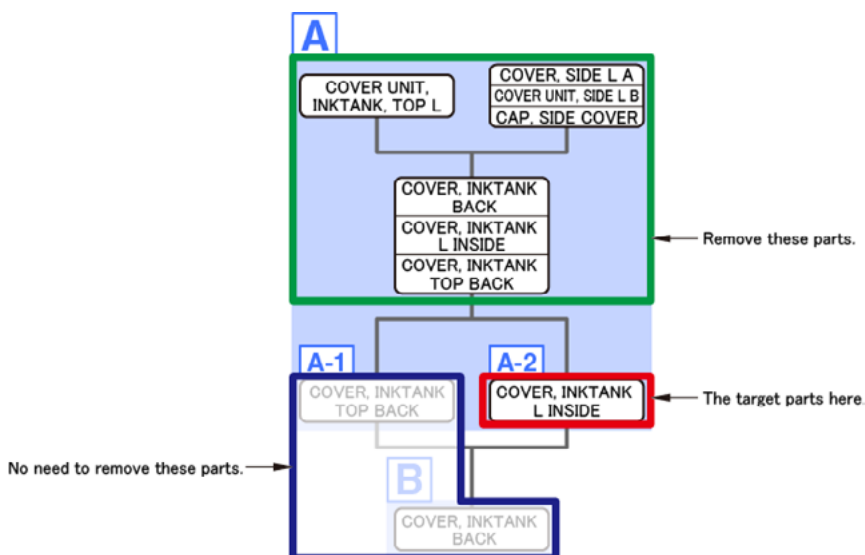 A
COVER UNIT,
INKTANK, TOP L
COVER, SIDE L A
COVER UNIT, SIDE L B
CAP, SIDE COVER
COVER, INKTANK
BACK
COVER, INKTANK
L INSIDE
COVER, INKTANK
TOP BACK
Remove these parts.
A-1
COVER, INKTANK
TOP BACK
A-2
COVER, INKTANK
L INSIDE
The target parts here.
No need to remove these parts.
B
COVER, INKTANK
BACK